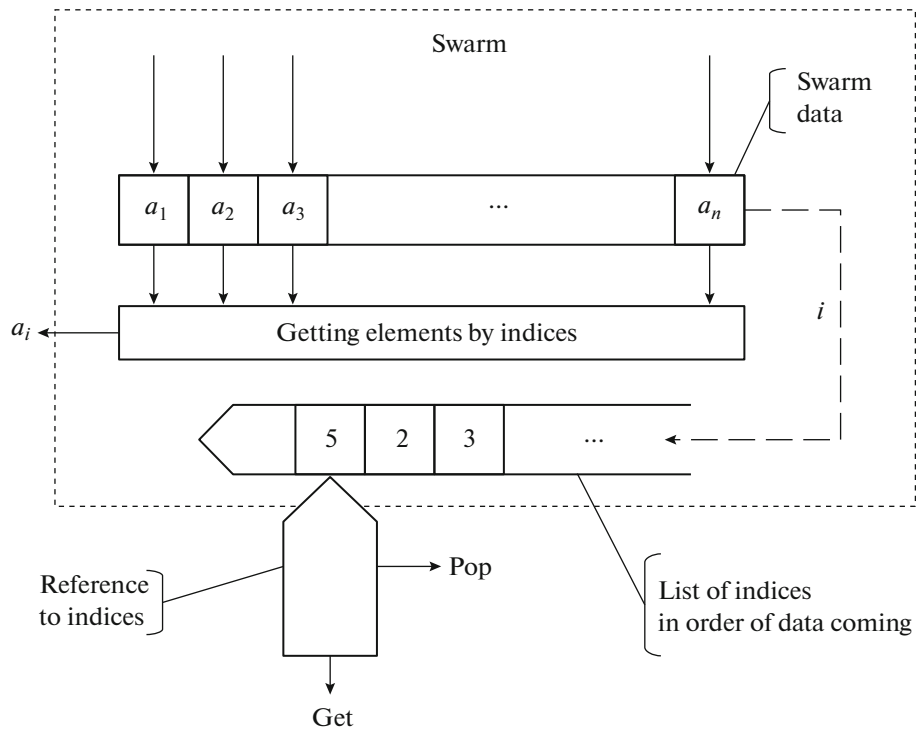 Swarm
Swarm
data
a₁ a₂ a₃ ... aₙ
i
aᵢ
Getting elements by indices
5 2 3 ...
Pop
Reference
to indices
List of indices
in order of data coming
Get